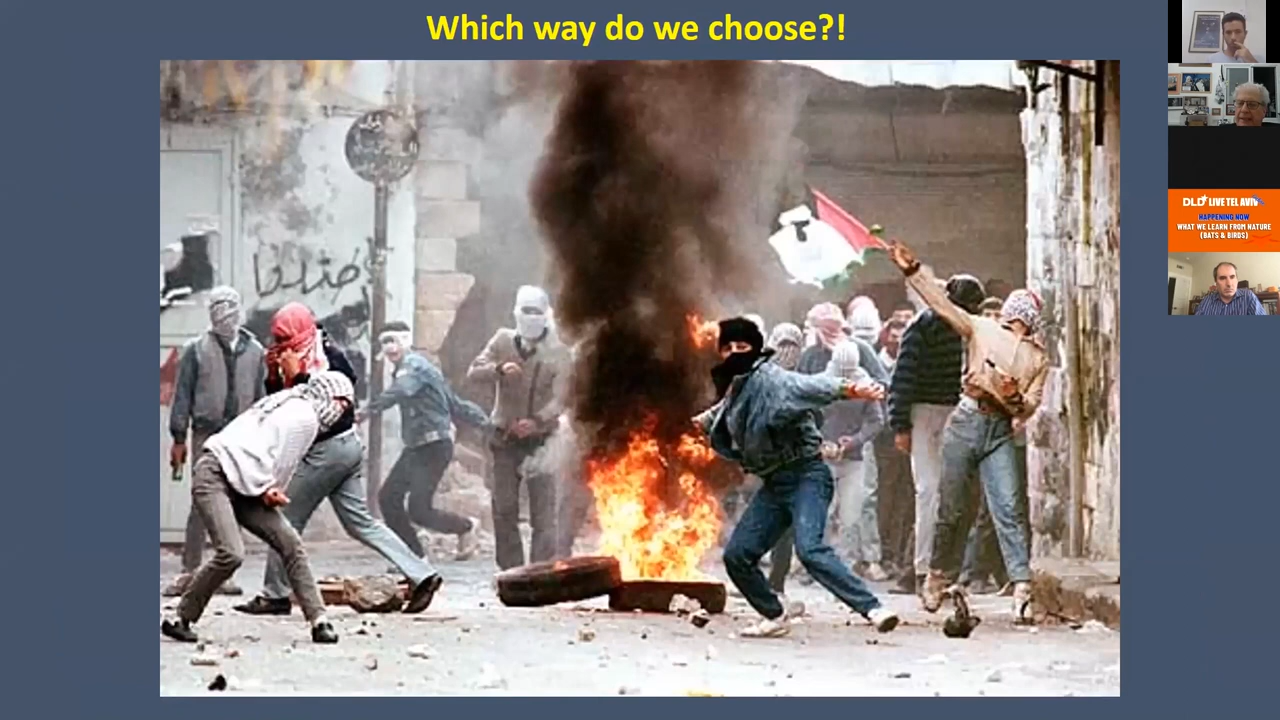 Which way do we choose?!
DLD LIVE TEL AVIV
HAPPENING NOW
WHAT WE LEARN FROM NATURE
(BATS & BIRDS)